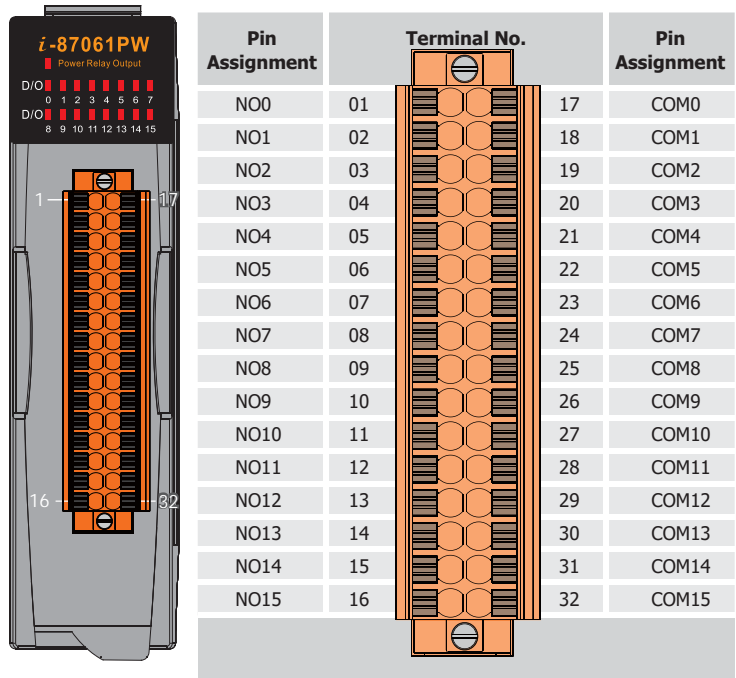 i-87061PW
Power Relay Output
D/O
0 1 2 3 4 5 6 7
D/O
8 9 10 11 12 13 14 15
1 17
16 32
Pin Assignment Terminal No. Pin Assignment
NO0 01 17 COM0
NO1 02 18 COM1
NO2 03 19 COM2
NO3 04 20 COM3
NO4 05 21 COM4
NO5 06 22 COM5
NO6 07 23 COM6
NO7 08 24 COM7
NO8 09 25 COM8
NO9 10 26 COM9
NO10 11 27 COM10
NO11 12 28 COM11
NO12 13 29 COM12
NO13 14 30 COM13
NO14 15 31 COM14
NO15 16 32 COM15